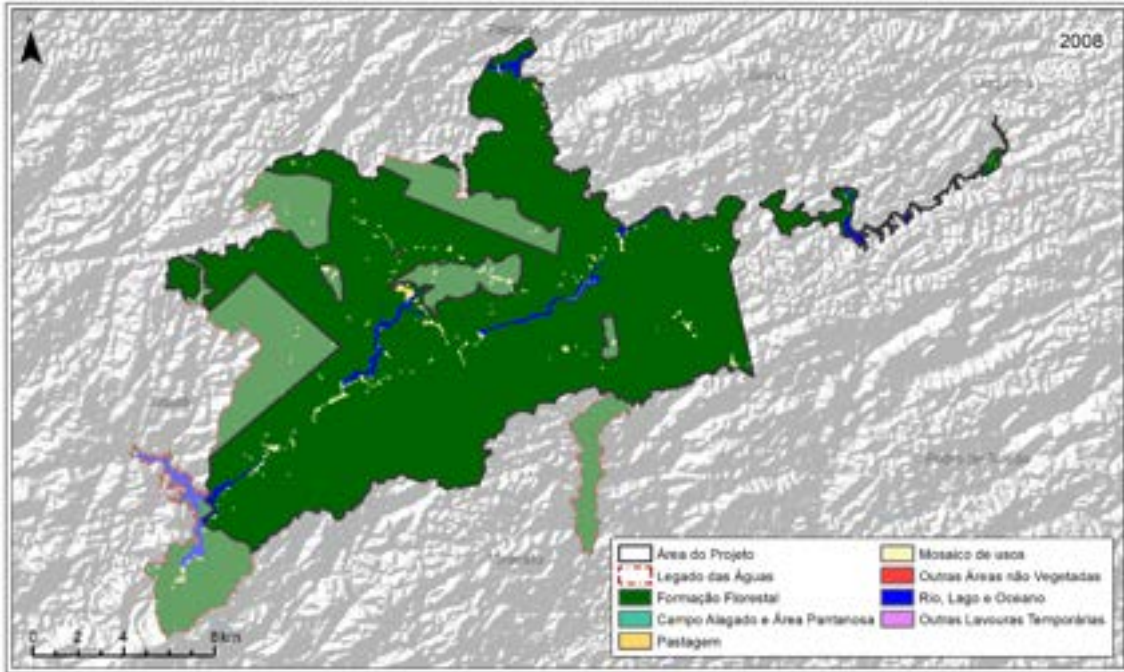 2008
Área do Projeto
Legado das Águas
Formação Florestal
Campo Alagado e Área Pantanosa
Pastagem
Mosaico de usos
Outras Áreas não Vegetadas
Rio, Lago e Oceano
Outras Lavouras Temporárias
0 2 4 8 km